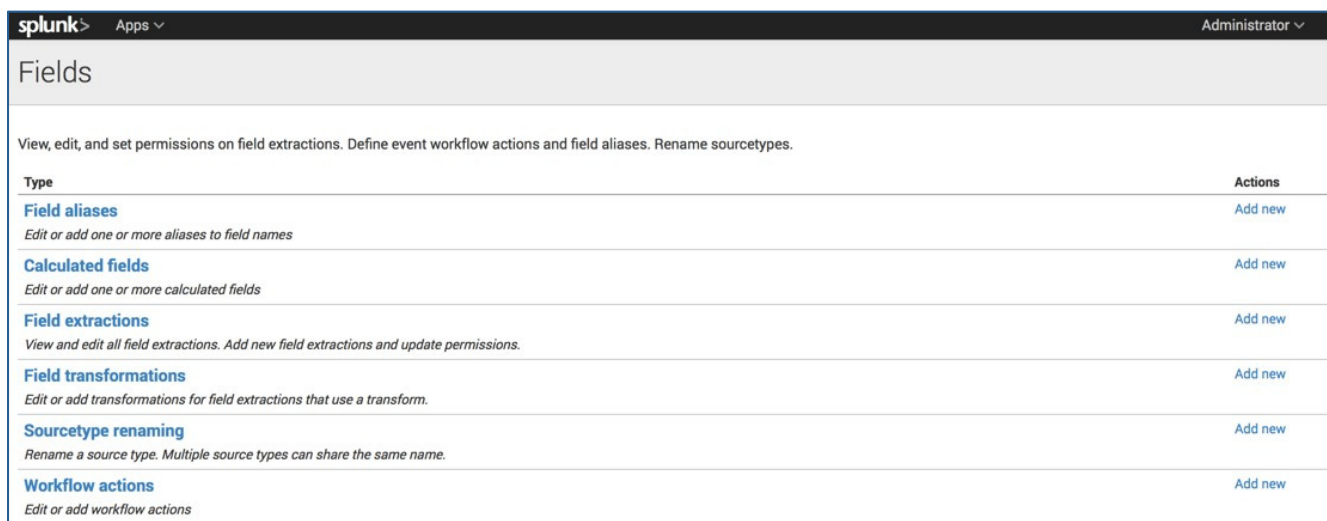 splunk> Apps Administrator
Fields
View, edit, and set permissions on field extractions. Define event workflow actions and field aliases. Rename sourcetypes.
Type Actions
Field aliases Add new
Edit or add one or more aliases to field names
Calculated fields Add new
Edit or add one or more calculated fields
Field extractions Add new
View and edit all field extractions. Add new field extractions and update permissions.
Field transformations Add new
Edit or add transformations for field extractions that use a transform.
Sourcetype renaming Add new
Rename a source type. Multiple source types can share the same name.
Workflow actions Add new
Edit or add workflow actions